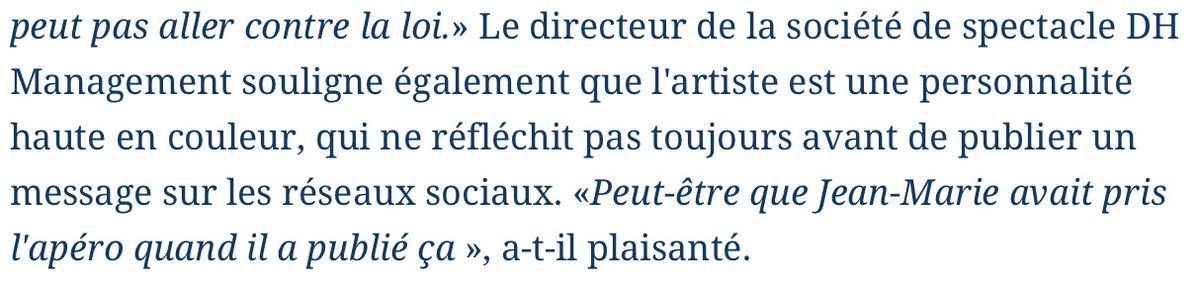 peut pas aller contre la loi.» Le directeur de la société de spectacle DH
Management souligne également que l'artiste est une personnalité
haute en couleur, qui ne réfléchit pas toujours avant de publier un
message sur les réseaux sociaux. «Peut-être que Jean-Marie avait pris
l'apéro quand il a publié ça », a-t-il plaisanté.